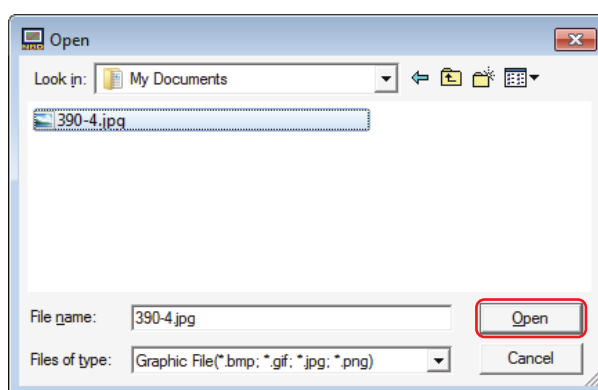 Open
Look in: My Documents
390-4.jpg
File name: 390-4.jpg Open
Files of type: Graphic File(*.bmp; *.gif; *.jpg; *.png) Cancel